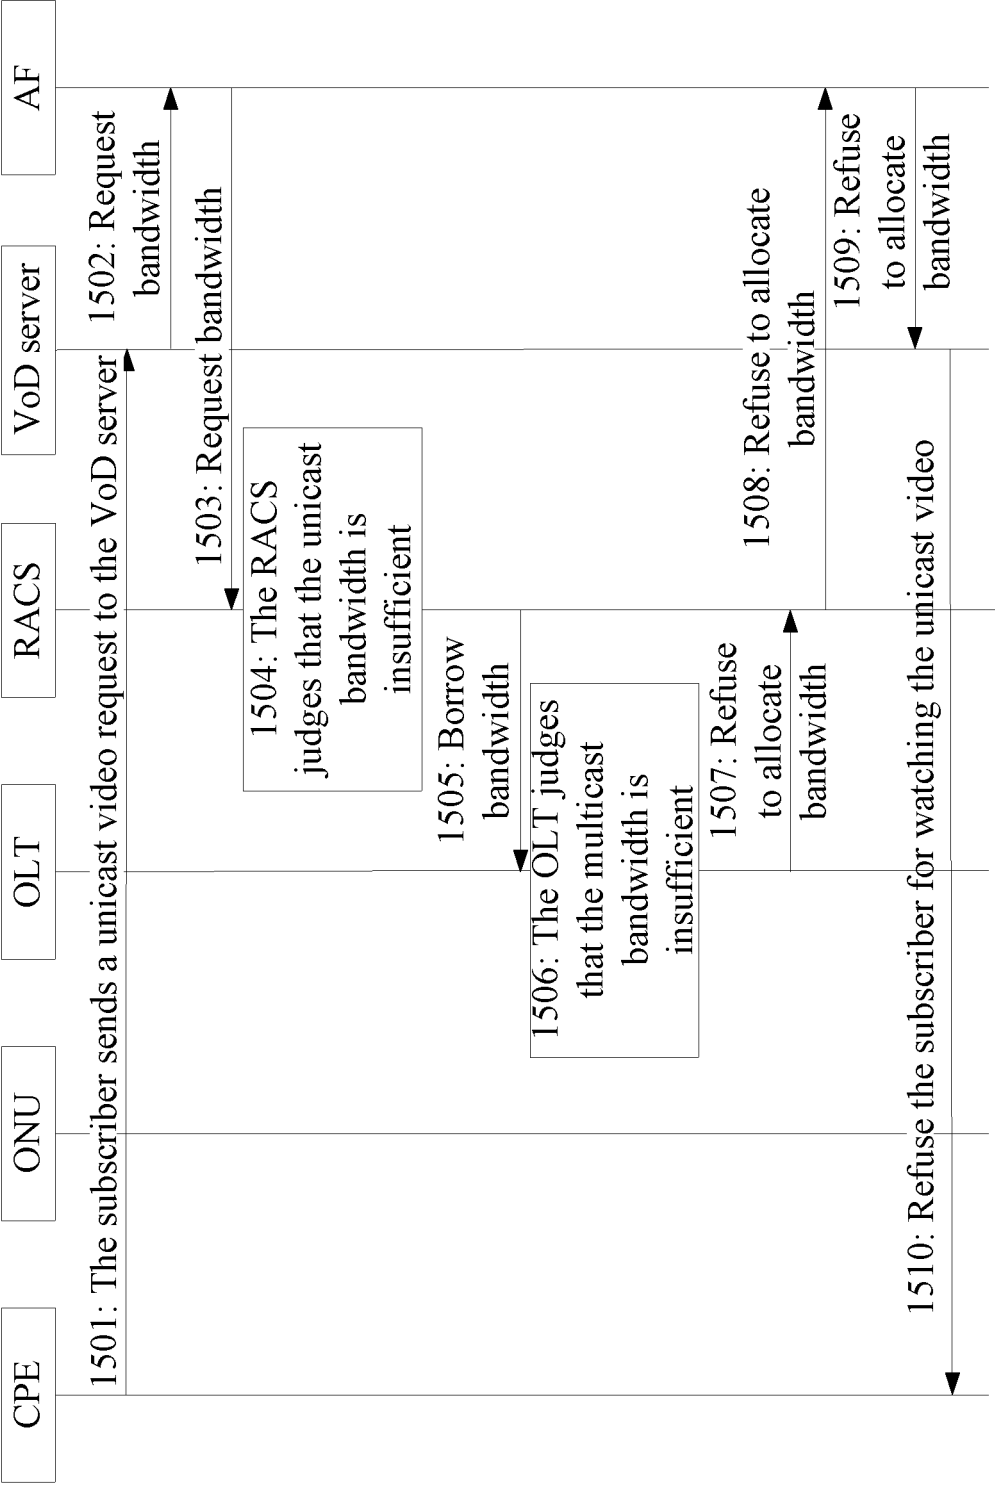 CPE
ONU
OLT
RACS
VoD server
AF
1501: The subscriber sends a unicast video request to the VoD server
1502: Request
bandwidth
1503: Request bandwidth
1504: The RACS
judges that the unicast
bandwidth is
insufficient
1505: Borrow
bandwidth
1506: The OLT judges
that the multicast
bandwidth is
insufficient
1507: Refuse
to allocate
bandwidth
1508: Refuse to allocate
bandwidth
1509: Refuse
to allocate
bandwidth
1510: Refuse the subscriber for watching the unicast video